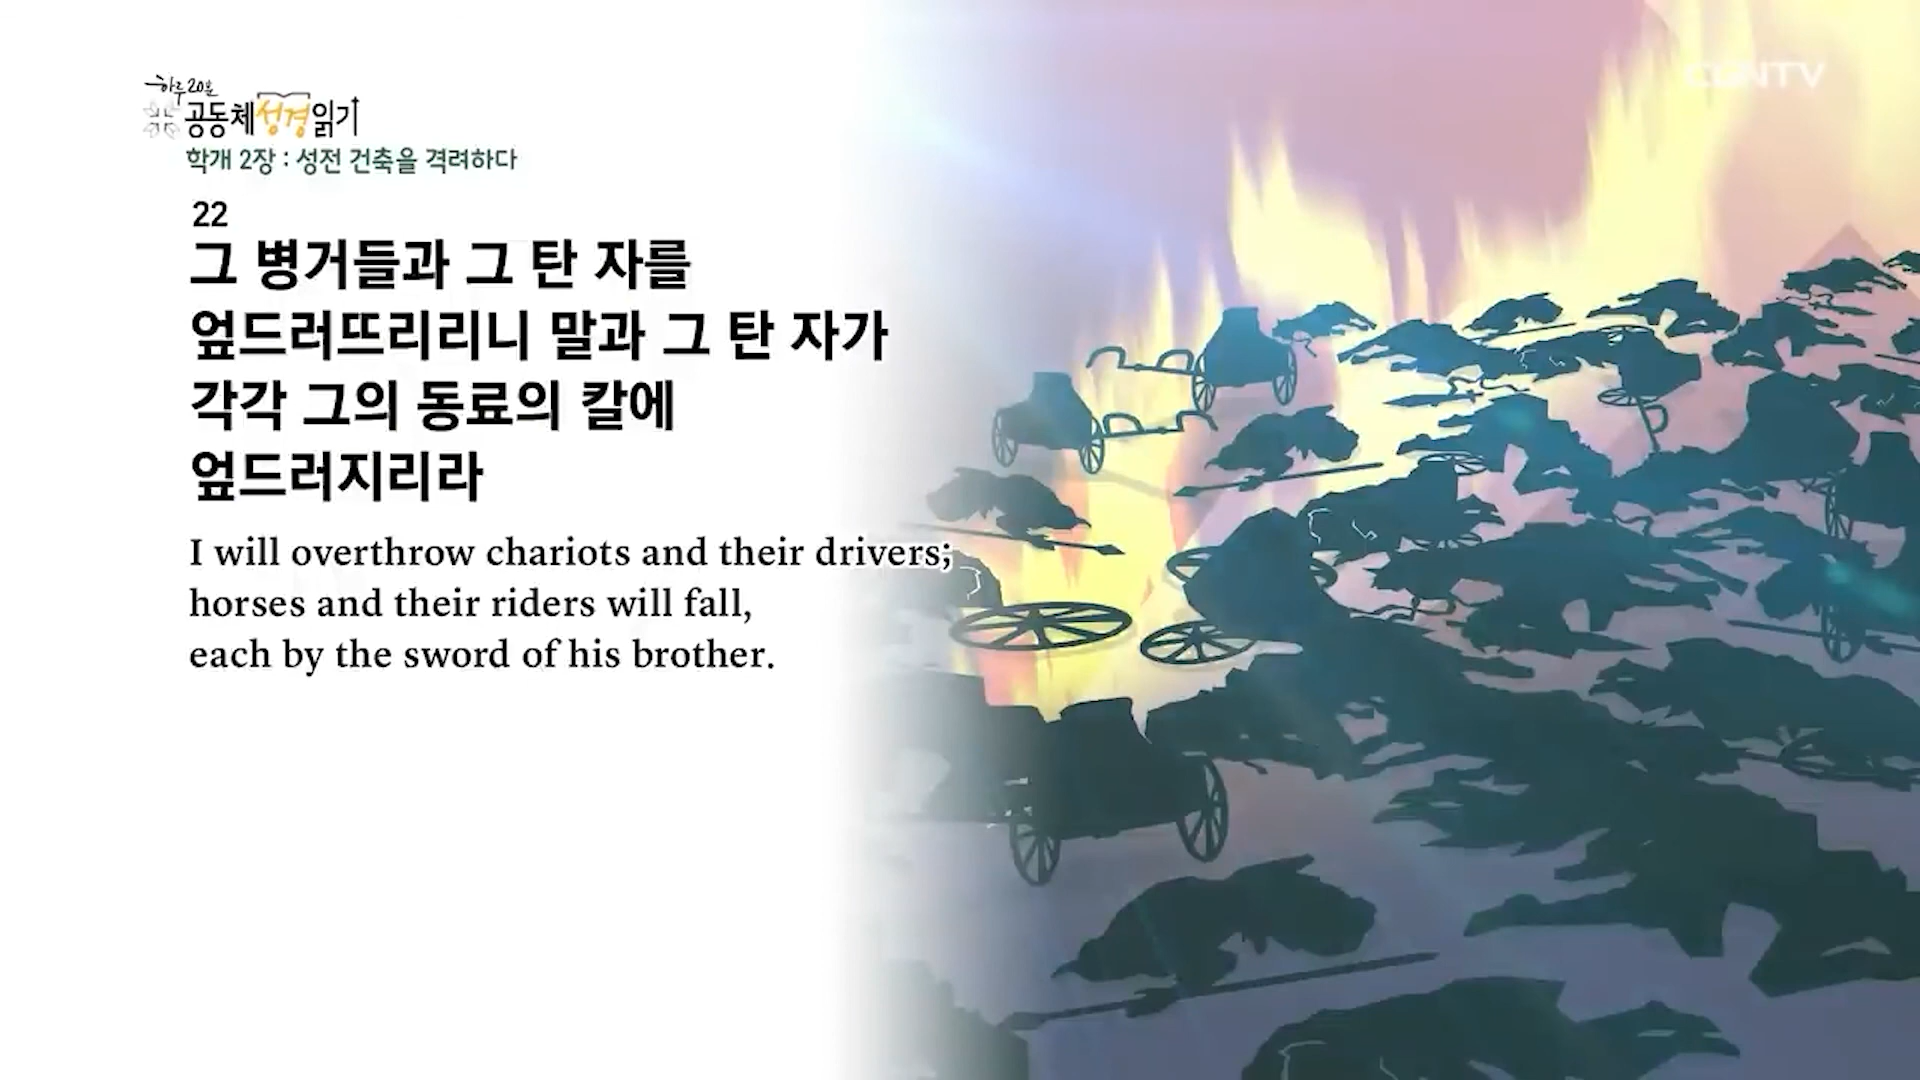 하루 20분
공동체성경읽기
CGNTV
학개 2장 : 성전 건축을 격려하다
22
그 병거들과 그 탄 자를
엎드러뜨리리니 말과 그 탄 자가
각각 그의 동료의 칼에
엎드러지리라
I will overthrow chariots and their drivers;
horses and their riders will fall,
each by the sword of his brother.